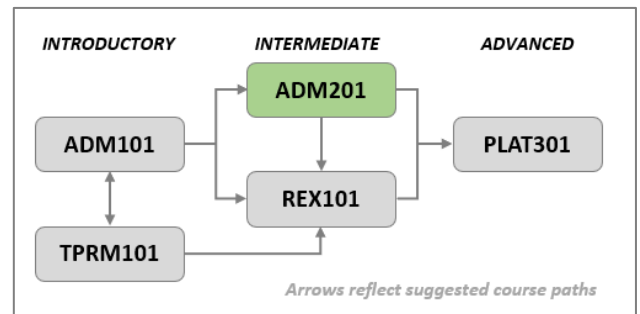 INTRODUCTORY INTERMEDIATE ADVANCED
ADM201
ADM101 PLAT301
REX101
TPRM101
Arrows reflect suggested course paths